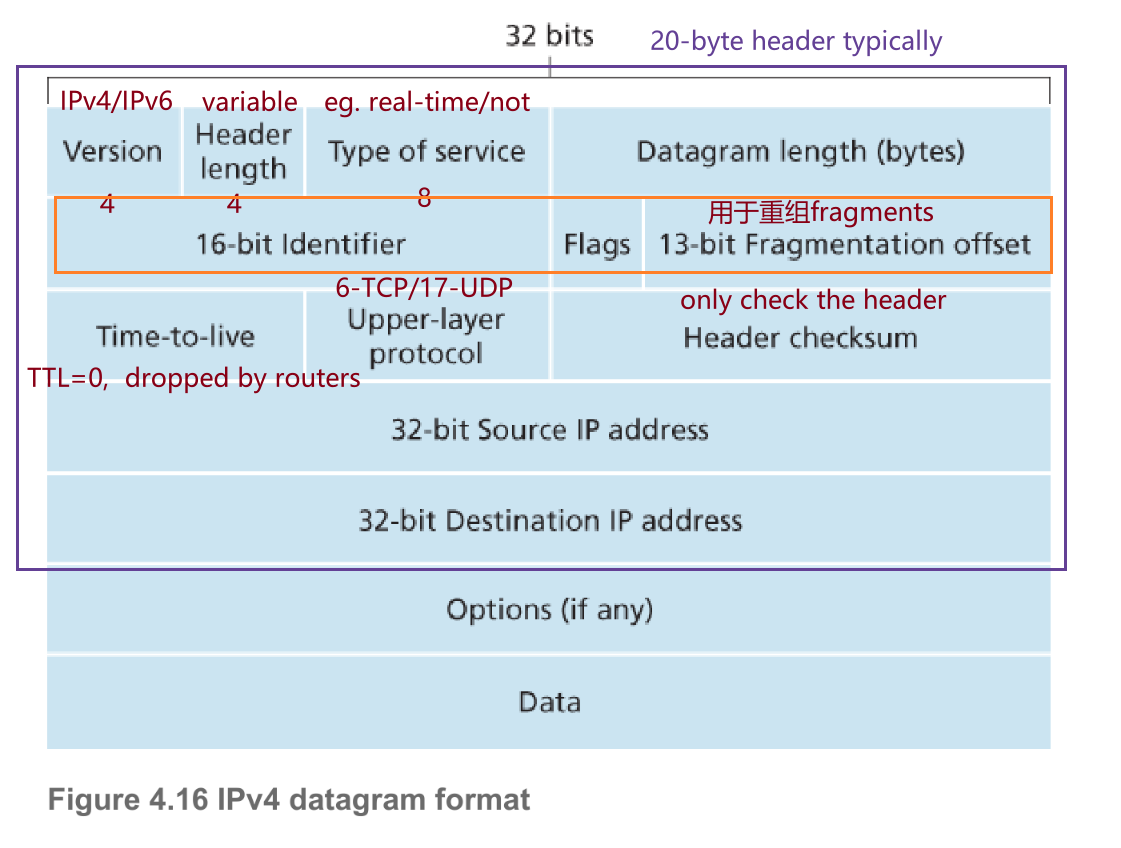 32 bits
20-byte header typically
IPv4/IPv6
variable
eg. real-time/not
Version
Header
length
Type of service
Datagram length (bytes)
4
4
8
用于重组fragments
16-bit Identifier
Flags
13-bit Fragmentation offset
6-TCP/17-UDP
only check the header
Time-to-live
Upper-layer
protocol
Header checksum
TTL=0, dropped by routers
32-bit Source IP address
32-bit Destination IP address
Options (if any)
Data
Figure 4.16 IPv4 datagram format